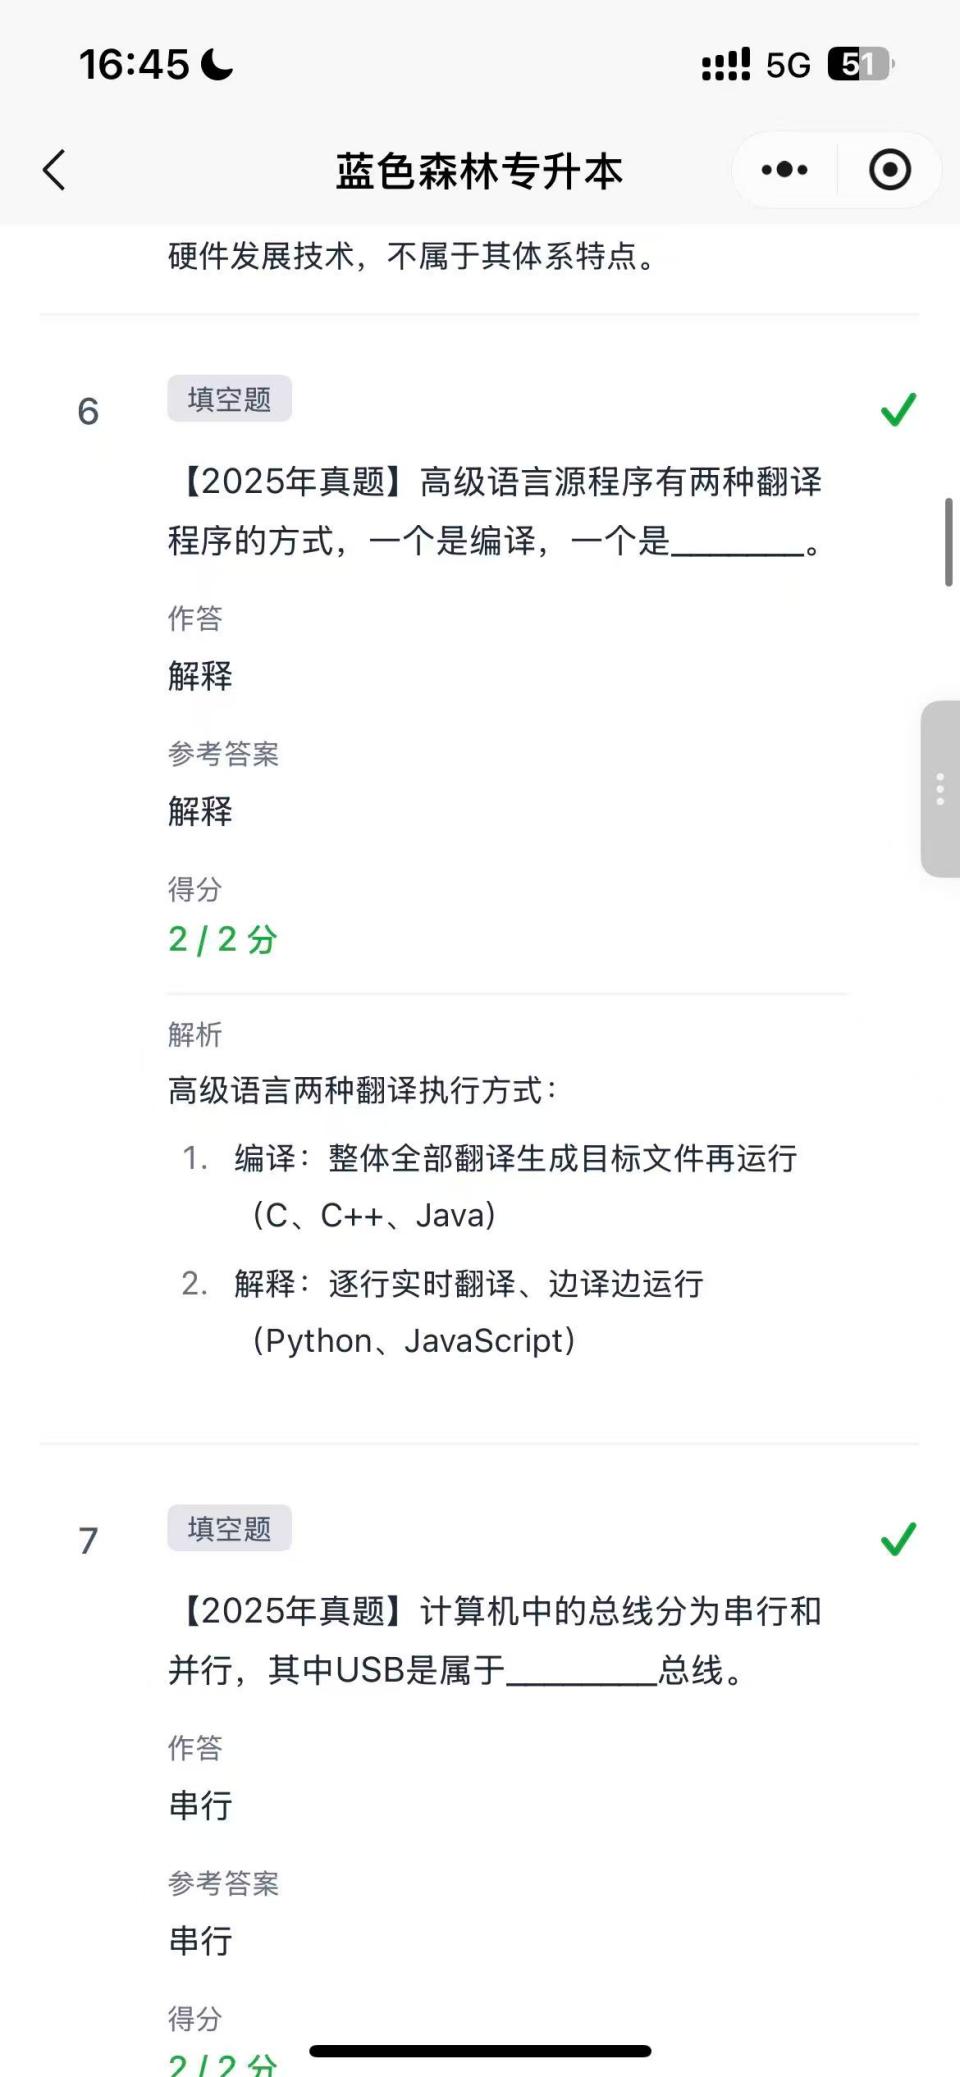 16:45
5G
51
蓝色森林专升本
硬件发展技术，不属于其体系特点。
6
填空题
【2025年真题】高级语言源程序有两种翻译
程序的方式，一个是编译，一个是________。
作答
解释
参考答案
解释
得分
2 / 2 分
解析
高级语言两种翻译执行方式：
1. 编译：整体全部翻译生成目标文件再运行
（C、C++、Java）
2. 解释：逐行实时翻译、边译边运行
（Python、JavaScript）
7
填空题
【2025年真题】计算机中的总线分为串行和
并行，其中USB是属于_________总线。
作答
串行
参考答案
串行
得分
2 / 2 分